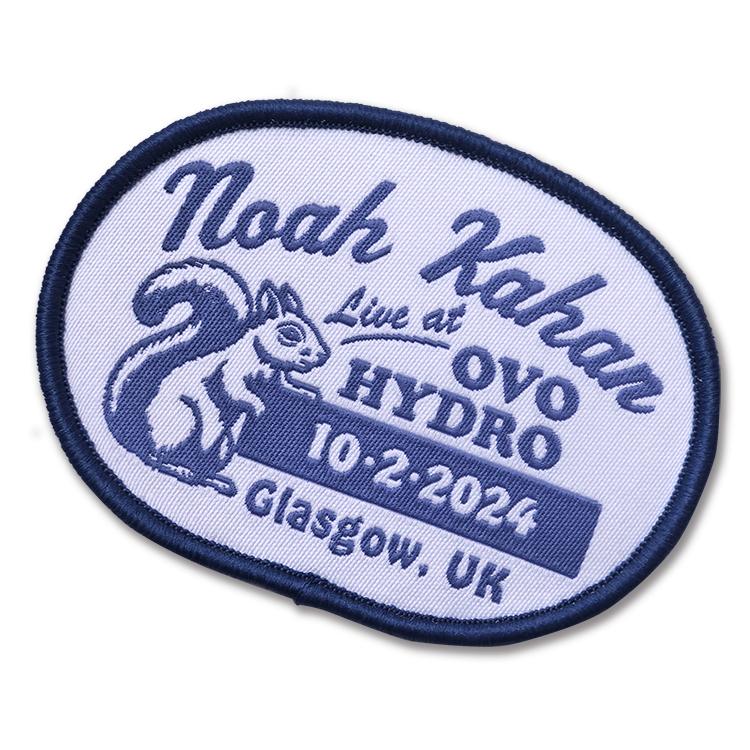 Noah Kahan
Live at
OVO
HYDRO
10·2·2024
Glasgow, UK